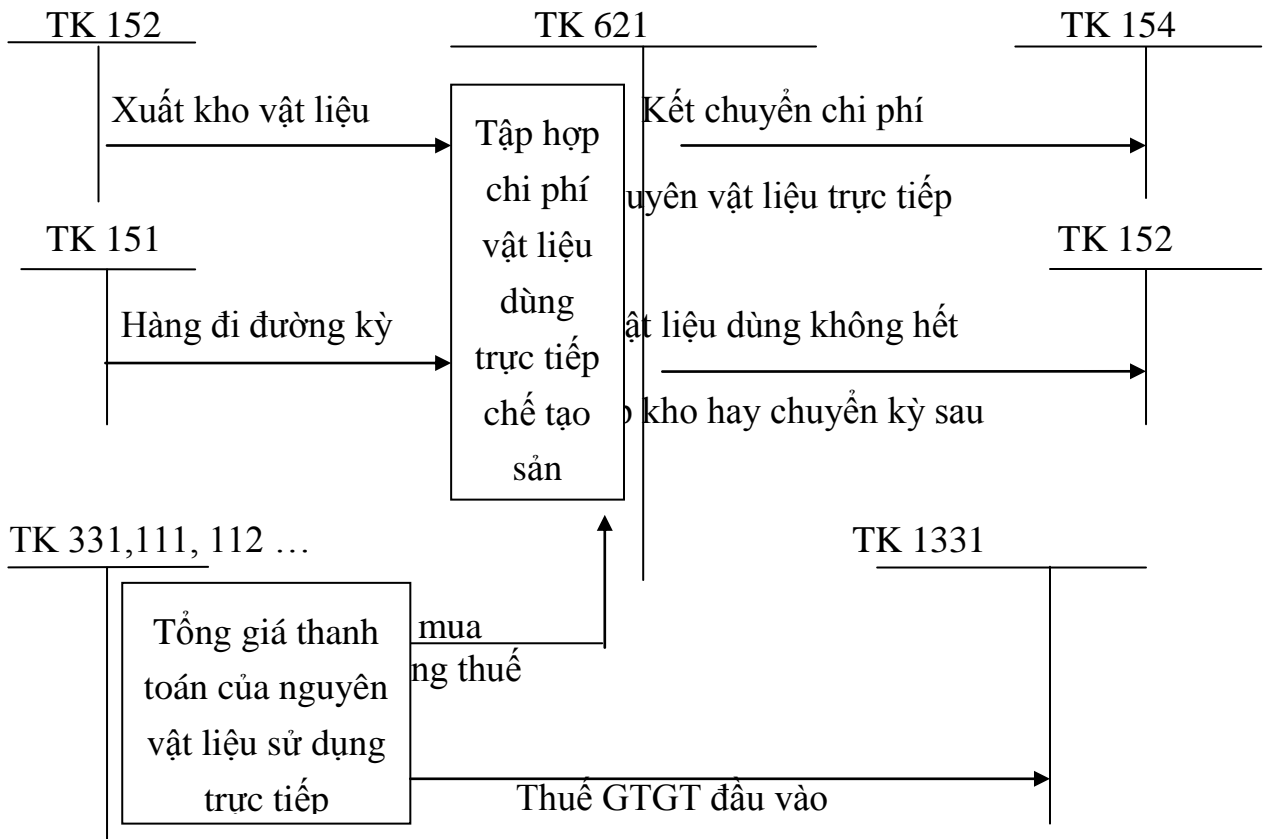 TK 152
TK 621
TK 154
Xuất kho vật liệu
Tập hợp
chi phí
vật liệu
dùng
trực tiếp
chế tạo
sản
Kết chuyển chi phí
uyên vật liệu trực tiếp
TK 151
TK 152
Hàng đi đường kỳ
ật liệu dùng không hết
kho hay chuyển kỳ sau
TK 331,111, 112 …
TK 1331
Tổng giá thanh
toán của nguyên
vật liệu sử dụng
trực tiếp
mua
ng thuế
Thuế GTGT đầu vào